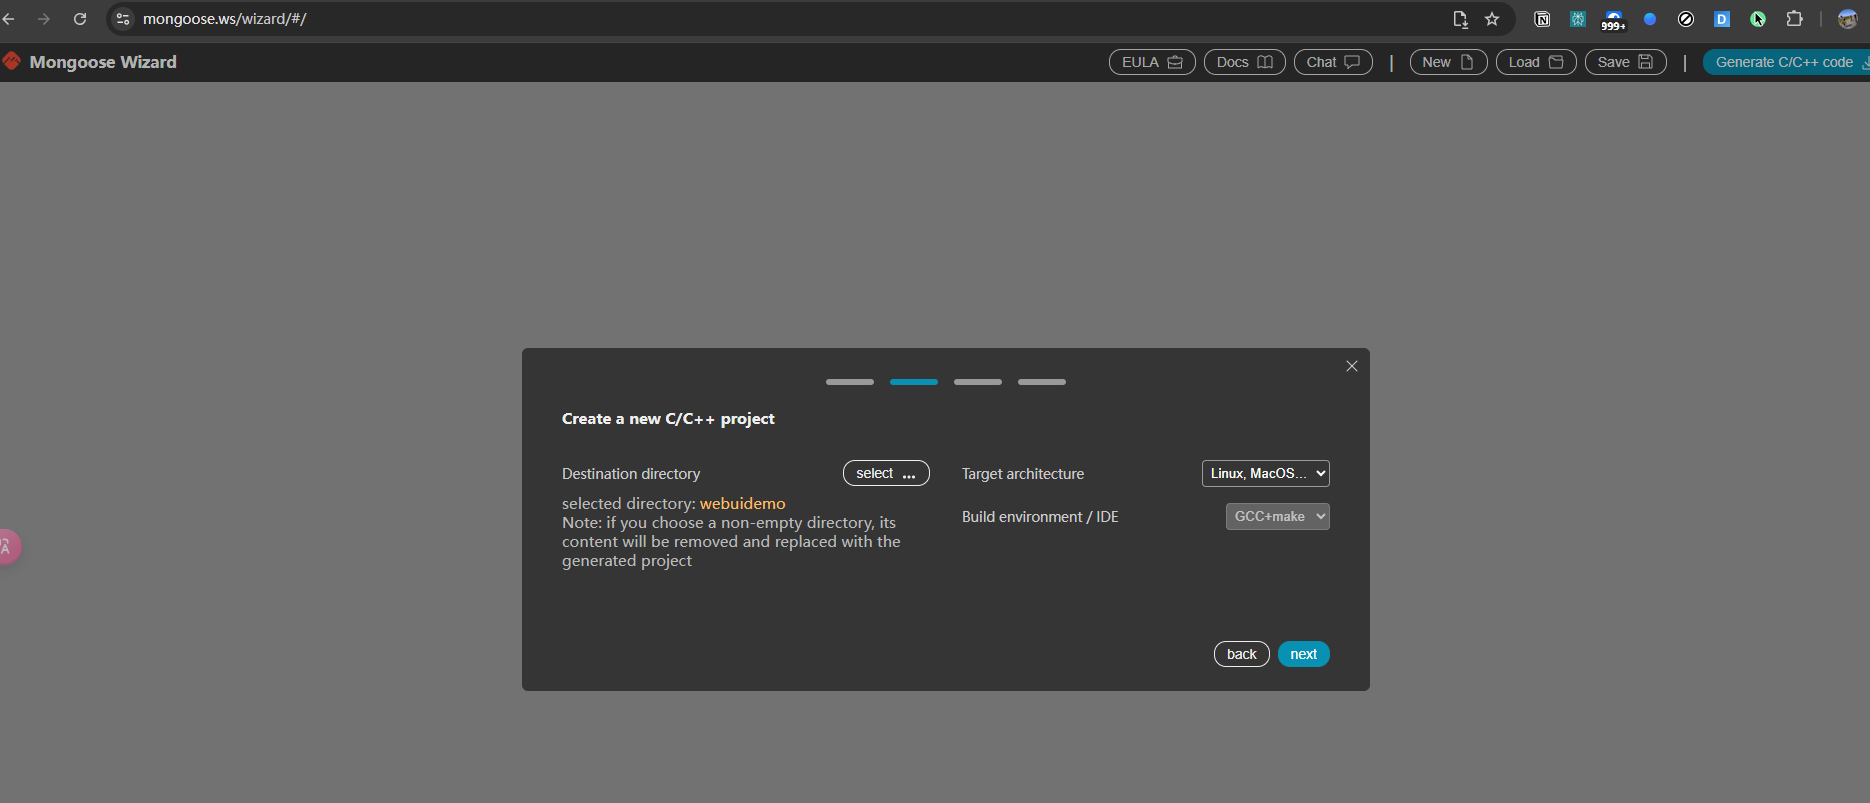 mongoose.ws/wizard/#/
999+
D
Mongoose Wizard
EULA
Docs
Chat
|
New
Load
Save
|
Generate C/C++ code
Create a new C/C++ project
Destination directory
select ...
selected directory: webuidemo
Note: if you choose a non-empty directory, its
content will be removed and replaced with the
generated project
Target architecture
Linux, MacOS...
Build environment / IDE
GCC+make
back
next